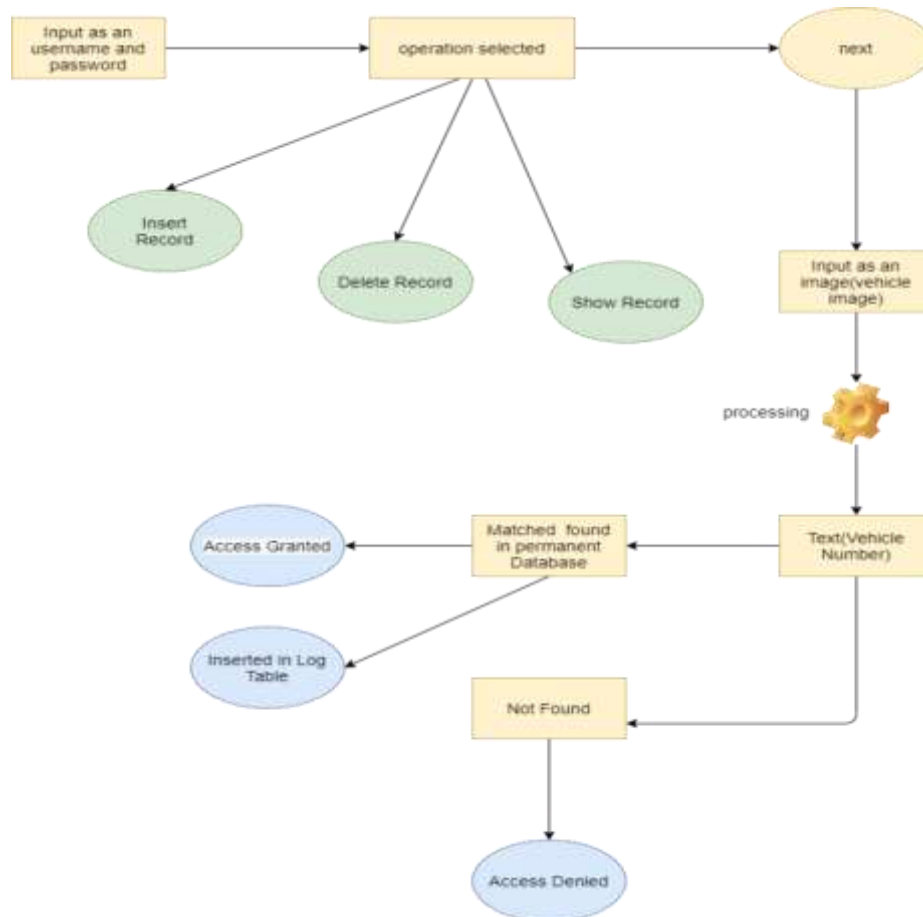 Input as an
username and
password
operation selected
next
Insert
Record
Delete Record
Show Record
Input as an
image(vehicle
image)
processing
Access Granted
Matched found
in permanent
Database
Text(Vehicle
Number)
Inserted in Log
Table
Not Found
Access Denied